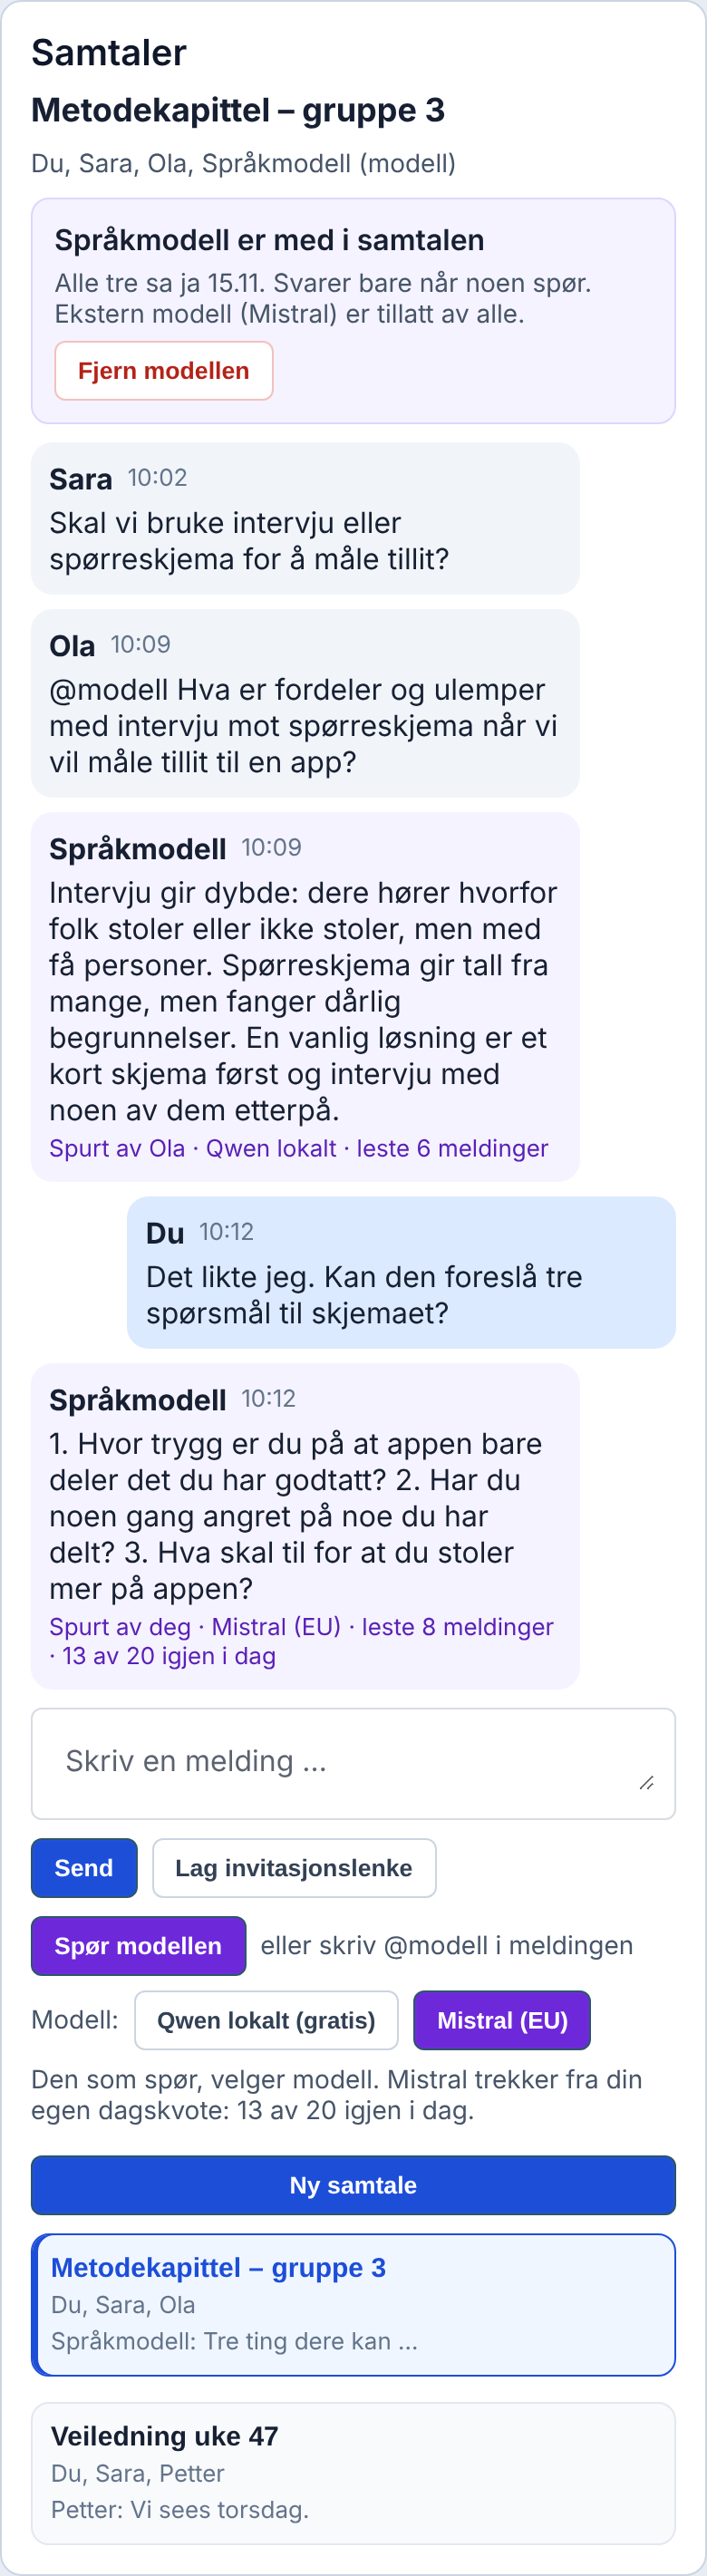 Samtaler
Metodekapittel – gruppe 3
Du, Sara, Ola, Språkmodell (modell)
Språkmodell er med i samtalen
Alle tre sa ja 15.11. Svarer bare når noen spør.
Ekstern modell (Mistral) er tillatt av alle.
Fjern modellen
Sara 10:02
Skal vi bruke intervju eller
spørreskjema for å måle tillit?
Ola 10:09
@modell Hva er fordeler og ulemper
med intervju mot spørreskjema når vi
vil måle tillit til en app?
Språkmodell 10:09
Intervju gir dybde: dere hører hvorfor
folk stoler eller ikke stoler, men med
få personer. Spørreskjema gir tall fra
mange, men fanger dårlig
begrunnelser. En vanlig løsning er et
kort skjema først og intervju med
noen av dem etterpå.
Spurt av Ola · Qwen lokalt · leste 6 meldinger
Du 10:12
Det likte jeg. Kan den foreslå tre
spørsmål til skjemaet?
Språkmodell 10:12
1. Hvor trygg er du på at appen bare
deler det du har godtatt? 2. Har du
noen gang angret på noe du har
delt? 3. Hva skal til for at du stoler
mer på appen?
Spurt av deg · Mistral (EU) · leste 8 meldinger
· 13 av 20 igjen i dag
Skriv en melding ...
Send Lag invitasjonslenke
Spør modellen eller skriv @modell i meldingen
Modell: Qwen lokalt (gratis) Mistral (EU)
Den som spør, velger modell. Mistral trekker fra din
egen dagskvote: 13 av 20 igjen i dag.
Ny samtale
Metodekapittel – gruppe 3
Du, Sara, Ola
Språkmodell: Tre ting dere kan ...
Veiledning uke 47
Du, Sara, Petter
Petter: Vi sees torsdag.